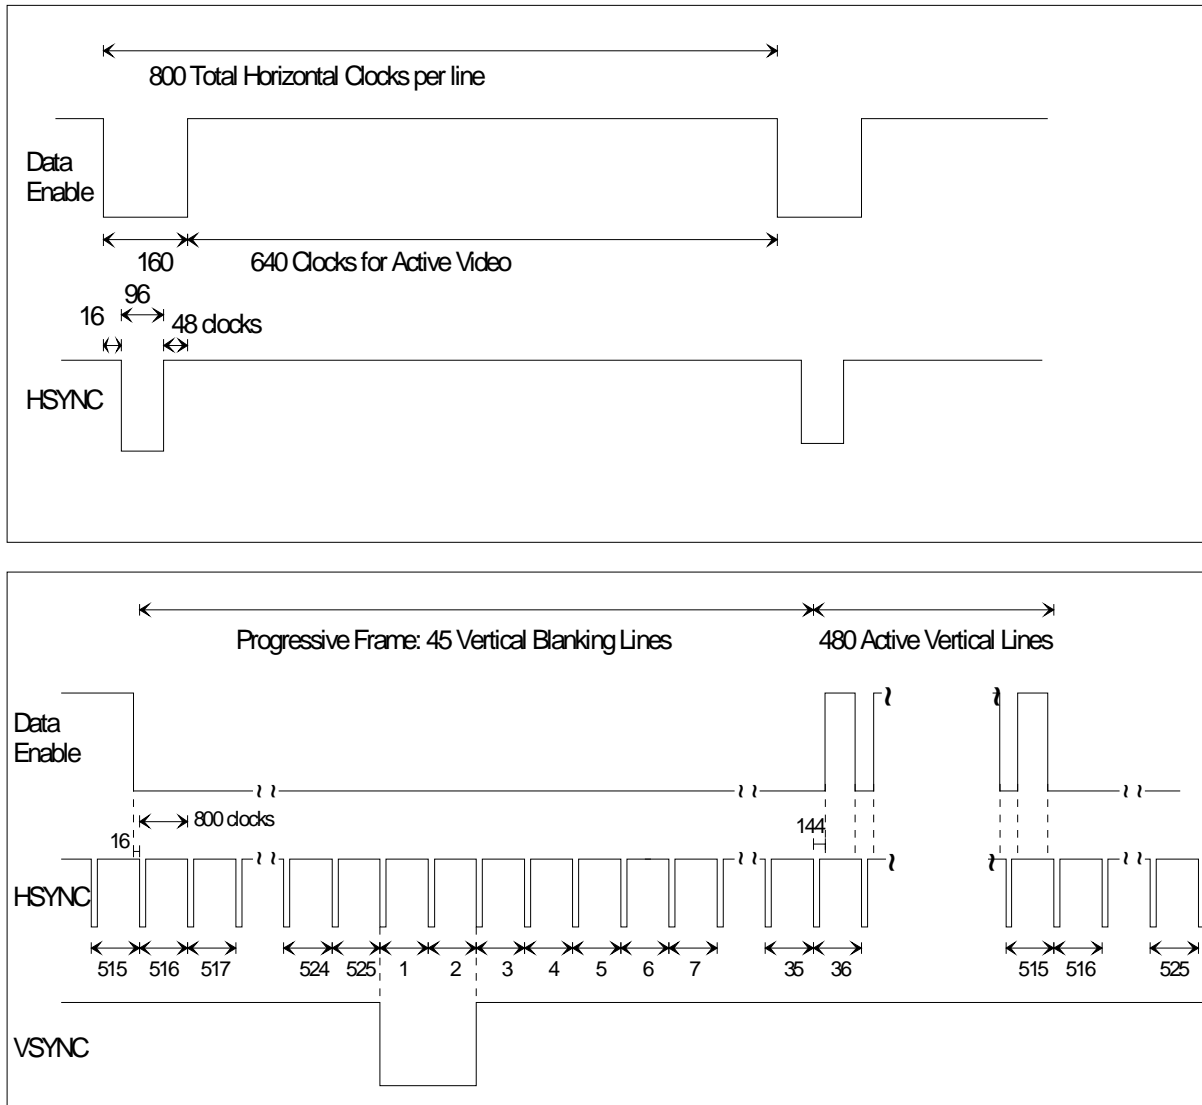 800 Total Horizontal Clocks per line
Data
Enable
160
640 Clocks for Active Video
96
16
48 clocks
HSYNC
Progressive Frame: 45 Vertical Blanking Lines
480 Active Vertical Lines
Data
Enable
800 clocks
16
144
HSYNC
515 516 517 524 525 1 2 3 4 5 6 7 35 36 515 516 525
VSYNC